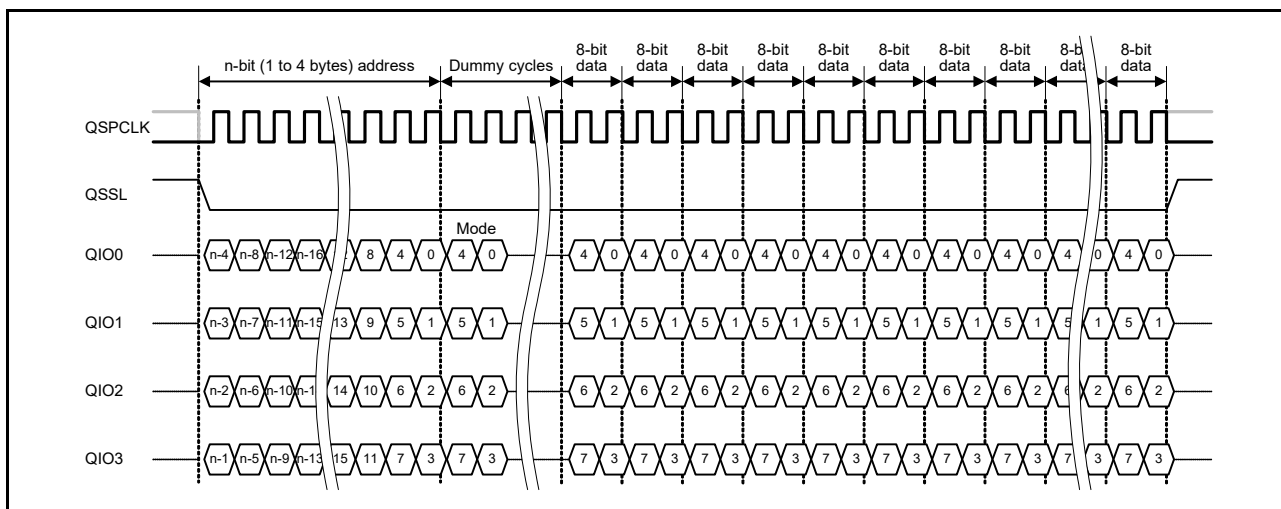 8-bit 8-bit 8-bit 8-bit 8-bit 8-bit 8-bit 8-bit 8-bit
n-bit (1 to 4 bytes) address Dummy cycles data data data data data data data data data data
QSPCLK
QSSL
Mode
QIO0 n-4 n-8 n-12 n-16 8 4 0 4 0 4 0 4 0 4 0 4 0 4 0 4 0 4 0 4 0 4 0 4 0
QIO1 n-3 n-7 n-11 n-15 13 9 5 1 5 1 5 1 5 1 5 1 5 1 5 1 5 1 5 1 5 1 5 1 5 1
QIO2 n-2 n-6 n-10 14 10 6 2 6 2 6 2 6 2 6 2 6 2 6 2 6 2 6 2 6 2 6 2 6 2
QIO3 n-1 n-5 n-9 n-13 15 11 7 3 7 3 7 3 7 3 7 3 7 3 7 3 7 3 7 3 7 3 7 3 7 3